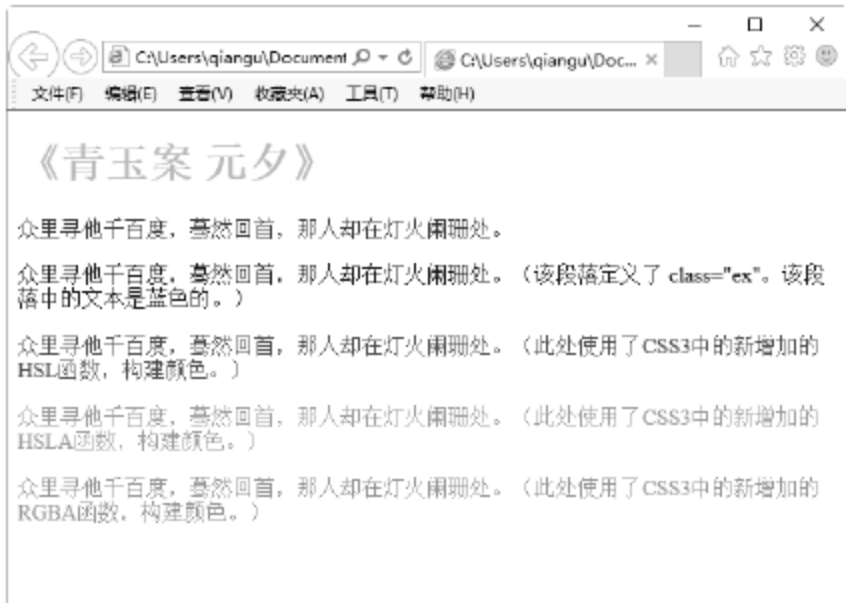 C:\Users\qiangu\Document
C:\Users\qiangu\Doc...
文件(F) 编辑(E) 查看(V) 收藏夹(A) 工具(T) 帮助(H)
《青玉案 元夕》
众里寻他千百度，蓦然回首，那人却在灯火阑珊处。
众里寻他千百度，蓦然回首，那人却在灯火阑珊处。（该段落定义了 class="ex"。该段
落中的文本是蓝色的。）
众里寻他千百度，蓦然回首，那人却在灯火阑珊处。（此处使用了CSS3中的新增加的
HSL函数，构建颜色。）
众里寻他千百度，蓦然回首，那人却在灯火阑珊处。（此处使用了CSS3中的新增加的
HSLA函数，构建颜色。）
众里寻他千百度，蓦然回首，那人却在灯火阑珊处。（此处使用了CSS3中的新增加的
RGBA函数，构建颜色。）